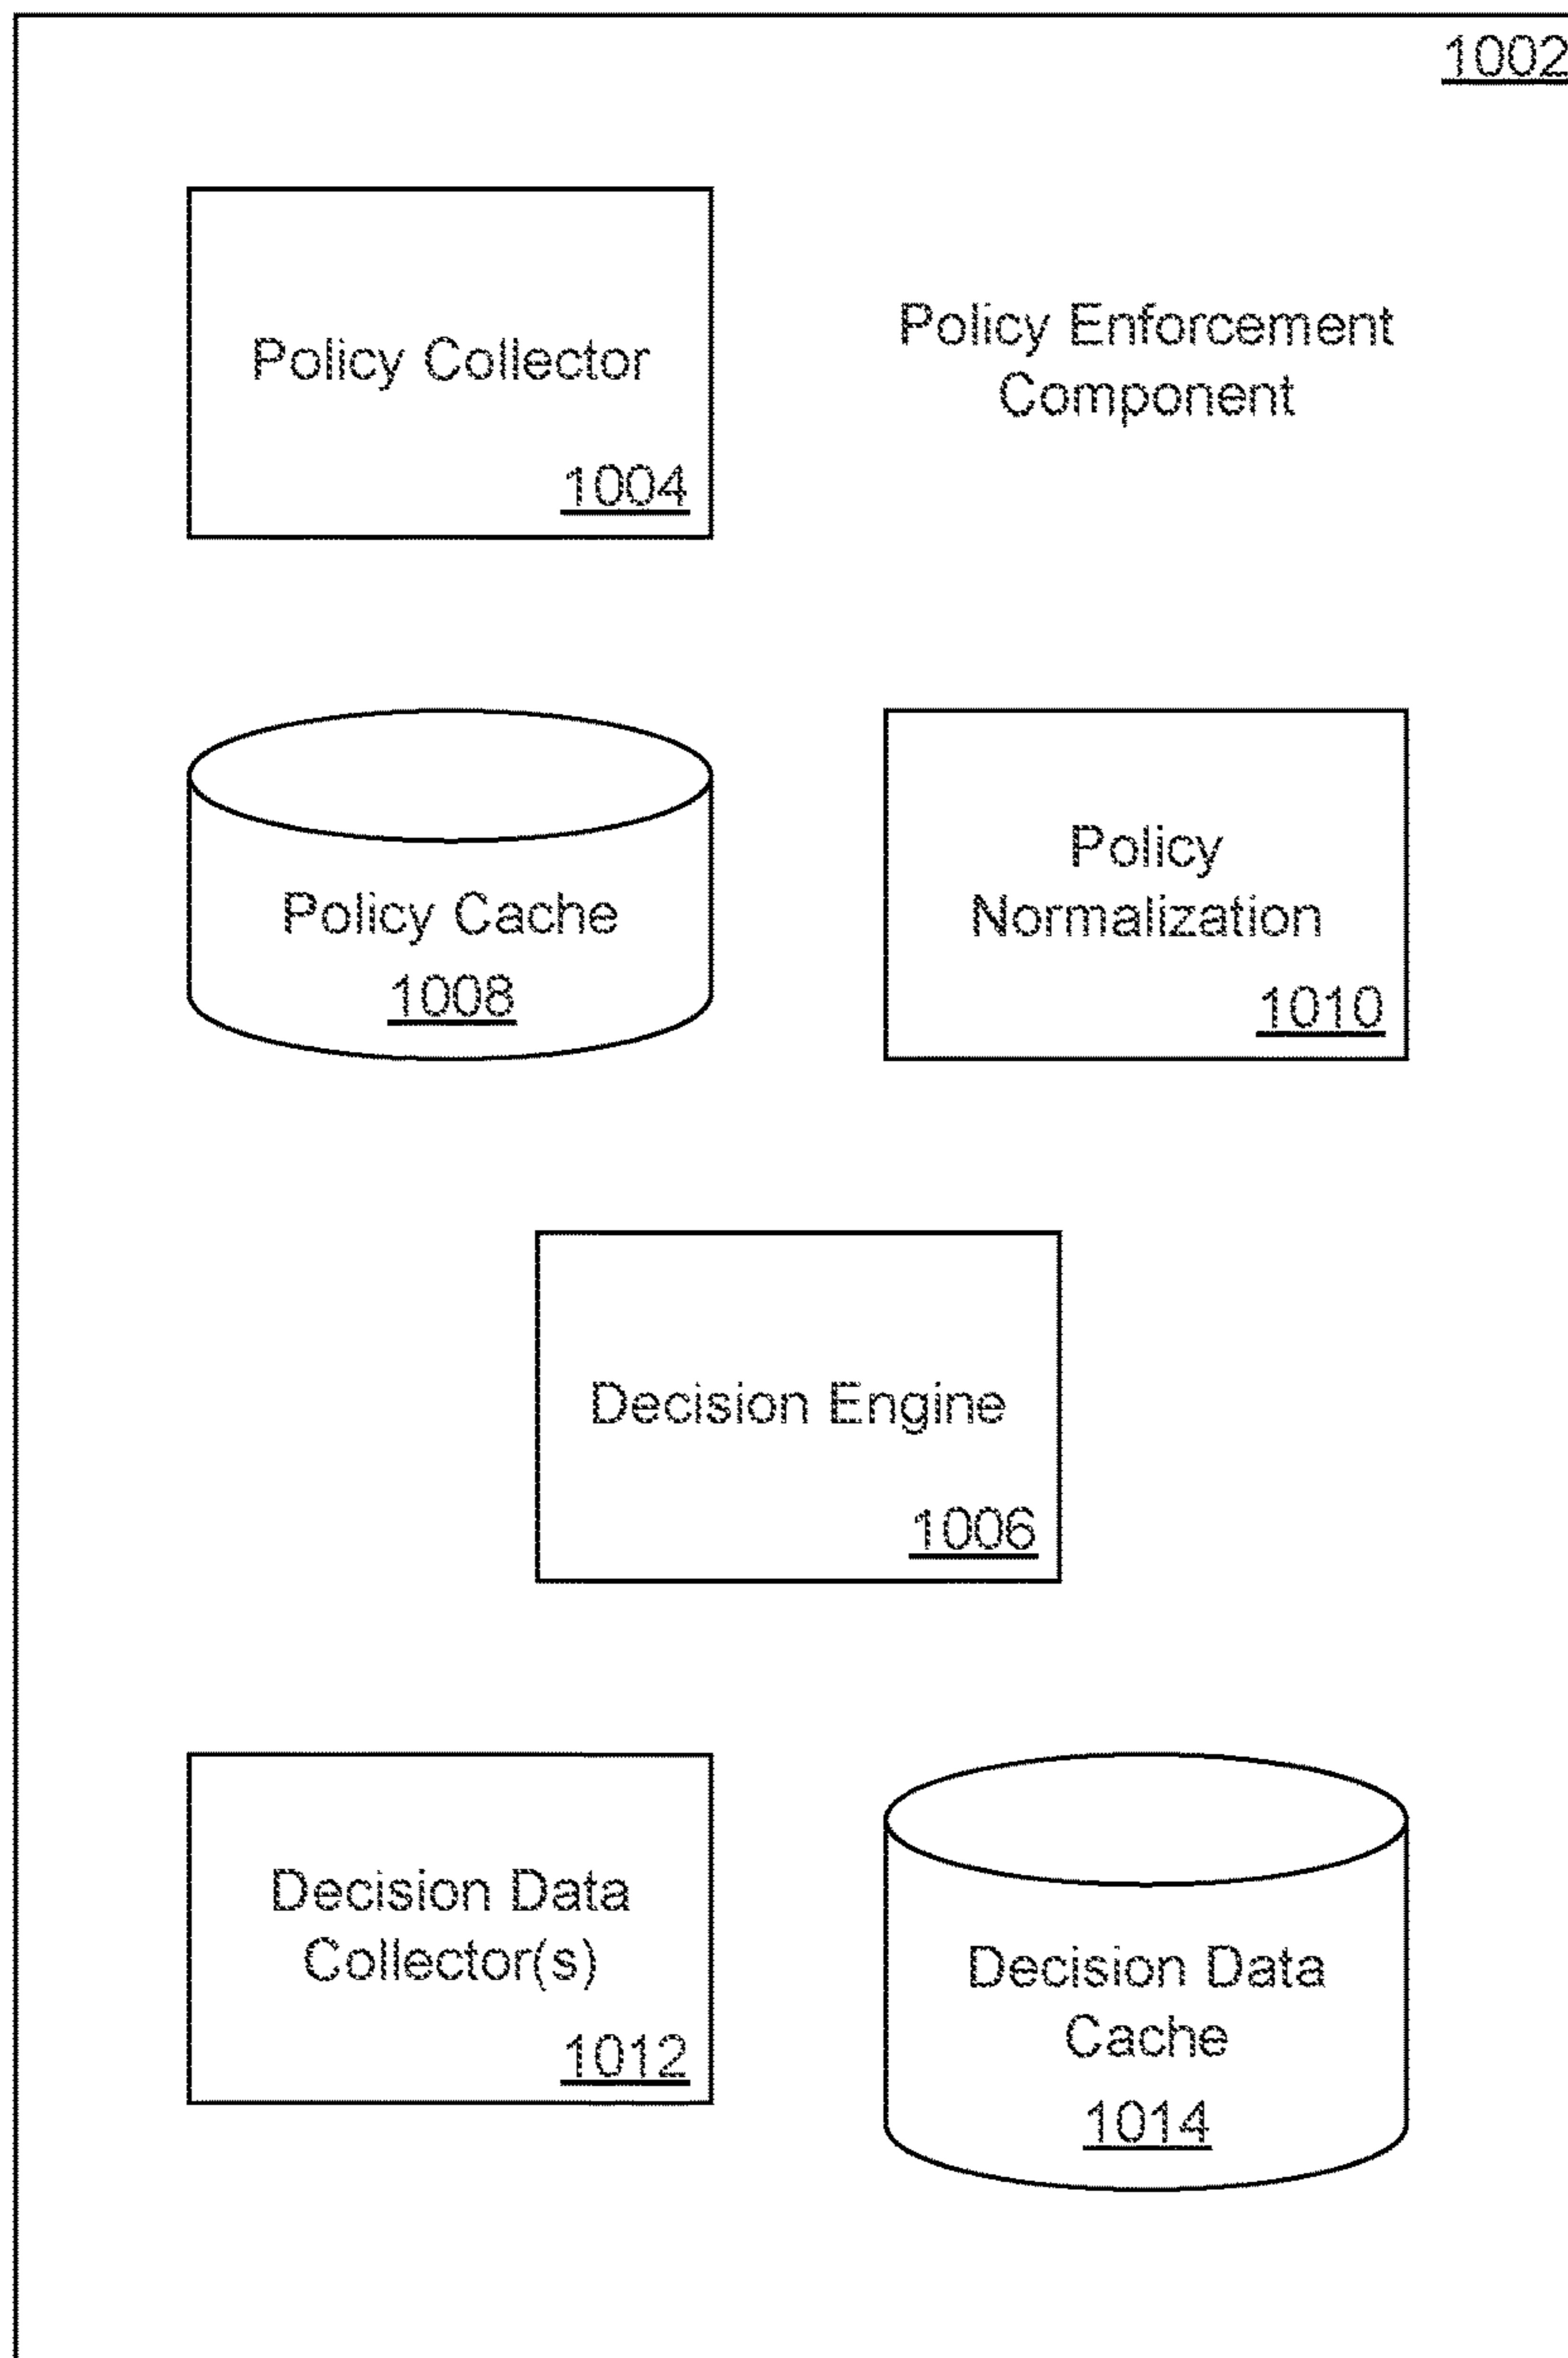 1002
Policy Collector
1004
Policy Enforcement
Component
Policy Cache
1008
Policy
Normalization
1010
Decision Engine
1006
Decision Data
Collector(s)
1012
Decision Data
Cache
1014